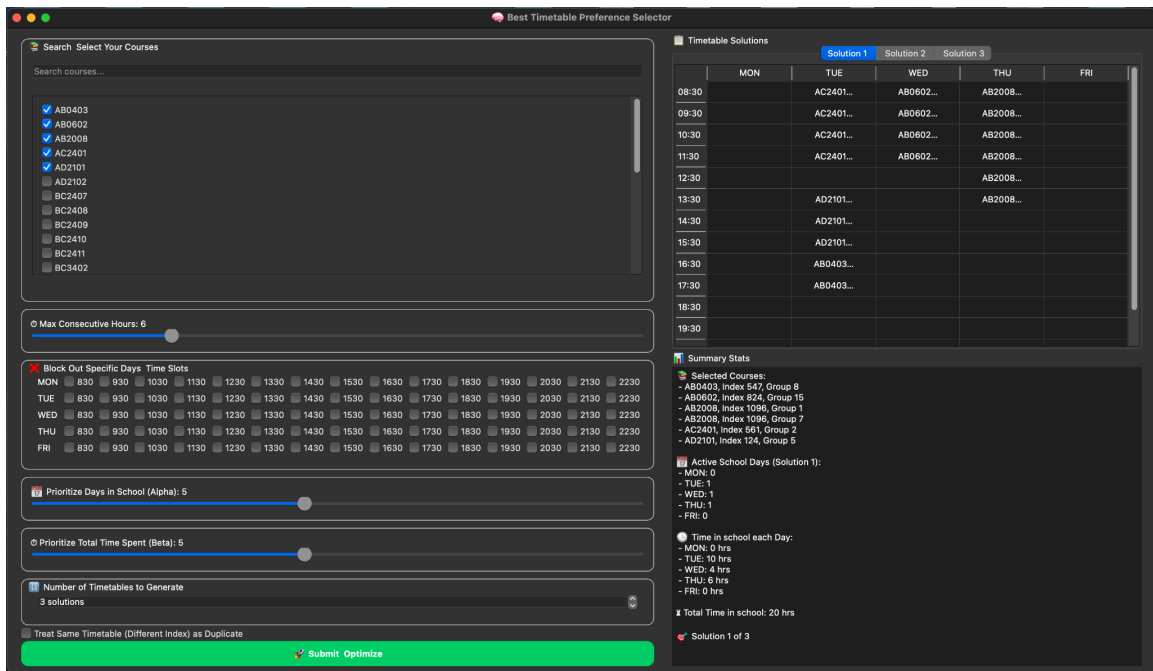 Best Timetable Preference Selector
Search Select Your Courses
Search courses...
AB0403
AB0602
AB2008
AC2401
AD2101
AD2102
BC2407
BC2408
BC2409
BC2410
BC2411
BC3402
Max Consecutive Hours: 6
Block Out Specific Days Time Slots
MON 830 930 1030 1130 1230 1330 1430 1530 1630 1730 1830 1930 2030 2130 2230
TUE 830 930 1030 1130 1230 1330 1430 1530 1630 1730 1830 1930 2030 2130 2230
WED 830 930 1030 1130 1230 1330 1430 1530 1630 1730 1830 1930 2030 2130 2230
THU 830 930 1030 1130 1230 1330 1430 1530 1630 1730 1830 1930 2030 2130 2230
FRI 830 930 1030 1130 1230 1330 1430 1530 1630 1730 1830 1930 2030 2130 2230
Prioritize Days in School (Alpha): 5
Prioritize Total Time Spent (Beta): 5
Number of Timetables to Generate
3 solutions
Treat Same Timetable (Different Index) as Duplicate
Submit Optimize
Timetable Solutions
Solution 1 Solution 2 Solution 3
MON TUE WED THU FRI
08:30 AC2401... AB0602... AB2008...
09:30 AC2401... AB0602... AB2008...
10:30 AC2401... AB0602... AB2008...
11:30 AC2401... AB0602... AB2008...
12:30 AB2008...
13:30 AD2101... AB2008...
14:30 AD2101...
15:30 AD2101...
16:30 AB0403...
17:30 AB0403...
18:30
19:30
Summary Stats
Selected Courses:
- AB0403, Index 547, Group 8
- AB0602, Index 824, Group 15
- AB2008, Index 1096, Group 1
- AB2008, Index 1096, Group 7
- AC2401, Index 561, Group 2
- AD2101, Index 124, Group 5
Active School Days (Solution 1):
- MON: 0
- TUE: 1
- WED: 1
- THU: 1
- FRI: 0
Time in school each Day:
- MON: 0 hrs
- TUE: 10 hrs
- WED: 4 hrs
- THU: 6 hrs
- FRI: 0 hrs
Total Time in school: 20 hrs
Solution 1 of 3